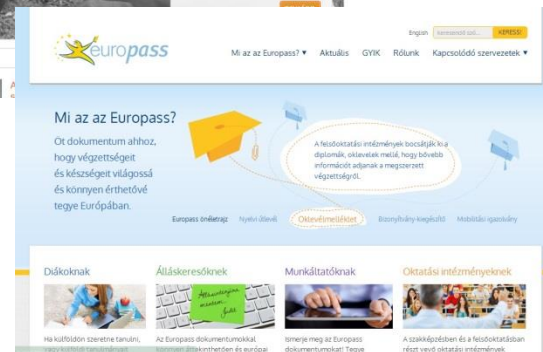 English
KERESS!
europass
Mi az az Europass? ▼ Aktuális GYIK Rólunk Kapcsolódó szervezetek ▼
Mi az az Europass?
Öt dokumentum ahhoz,
hogy végzettségeit
és készségeit világossá
és könnyen érthetővé
tegye Európában.
A felsőoktatási intézmények bocsátják ki a
diplomák, oklevelek mellé, hogy bővebb
információt adjanak a megszerzett
végzettségről.
Europass önéletrajz Nyelvi útlevél Oklevélmelléklet Bizonyítvány-kiegészítő Mobilitási igazolvány
Diákoknak Álláskeresőknek Munkáltatóknak Oktatási intézményeknek
Ha külföldön szeretne tanulni, Az Europass dokumentumokkal Ismerje meg az Europass A szakképzésben és a felsőoktatásban
könnyen áttekinthetően és európai dokumentumokat! Tegye részt vevő oktatási intézmények